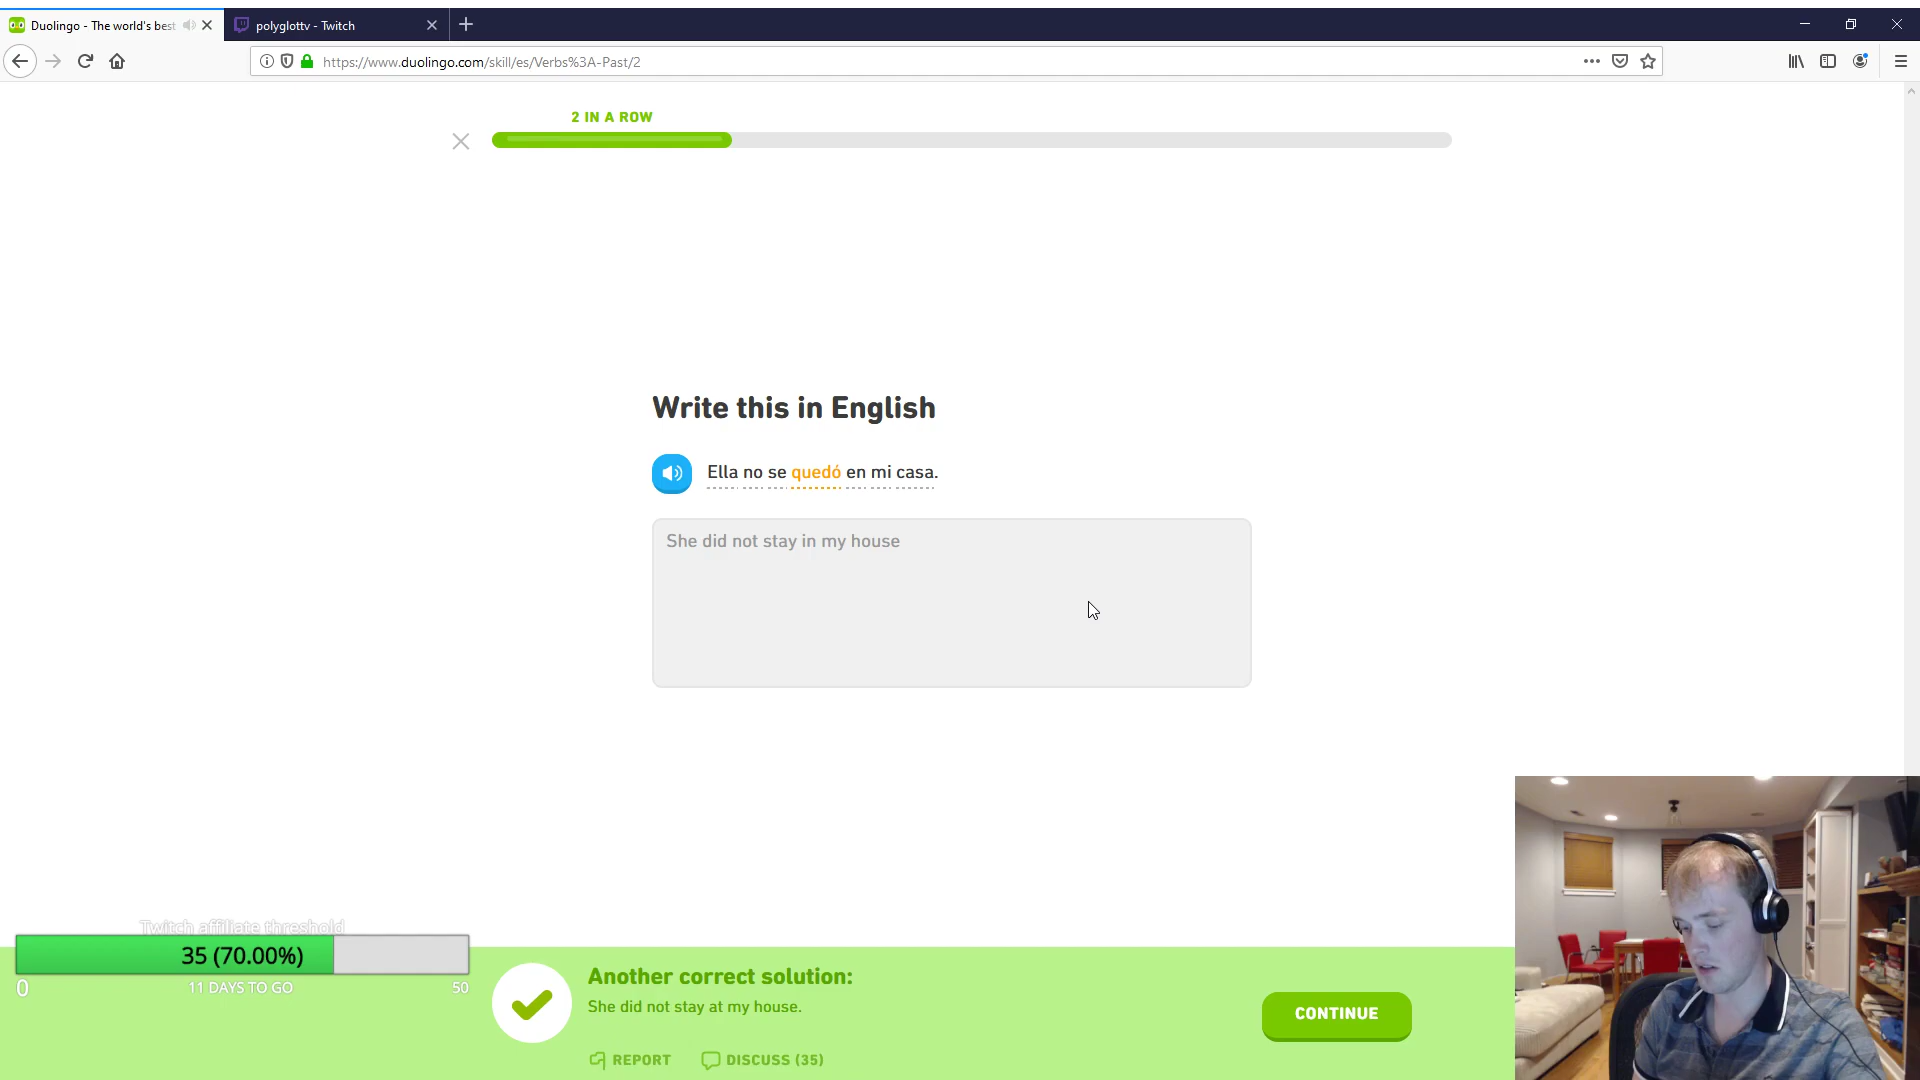 Duolingo - The world's best
polyglottv - Twitch
https://www.duolingo.com/skill/es/Verbs%3A-Past/2
2 IN A ROW
Write this in English
Ella no se quedó en mi casa.
She did not stay in my house
Twitch affiliate threshold
35 (70.00%)
0
11 DAYS TO GO
50
Another correct solution:
She did not stay at my house.
CONTINUE
REPORT
DISCUSS (35)